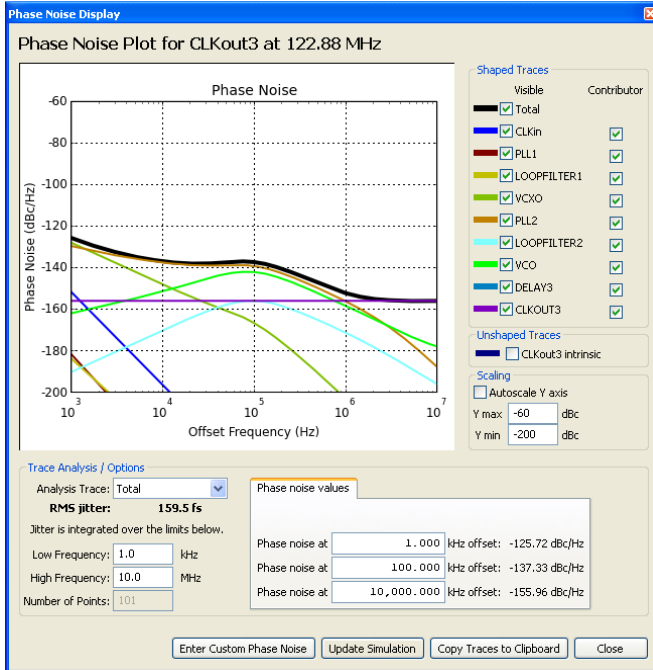 Phase Noise Display
Phase Noise Plot for CLKout3 at 122.88 MHz
Phase Noise
Phase Noise (dBc/Hz)
-60
-80
-100
-120
-140
-160
-180
-200
10^3
10^4
10^5
10^6
10^7
Offset Frequency (Hz)
Shaped Traces
Visible Contributor
Total
CLKin
PLL1
LOOPFILTER1
VCXO
PLL2
LOOPFILTER2
VCO
DELAY3
CLKOUT3
Unshaped Traces
CLKout3 intrinsic
Scaling
Autoscale Y axis
Y max -60 dBc
Y min -200 dBc
Trace Analysis / Options
Analysis Trace: Total
RMS jitter: 159.5 fs
Jitter is integrated over the limits below.
Low Frequency: 1.0 kHz
High Frequency: 10.0 MHz
Number of Points: 101
Phase noise values
Phase noise at 1.000 kHz offset: -125.72 dBc/Hz
Phase noise at 100.000 kHz offset: -137.33 dBc/Hz
Phase noise at 10,000.000 kHz offset: -155.96 dBc/Hz
Enter Custom Phase Noise
Update Simulation
Copy Traces to Clipboard
Close